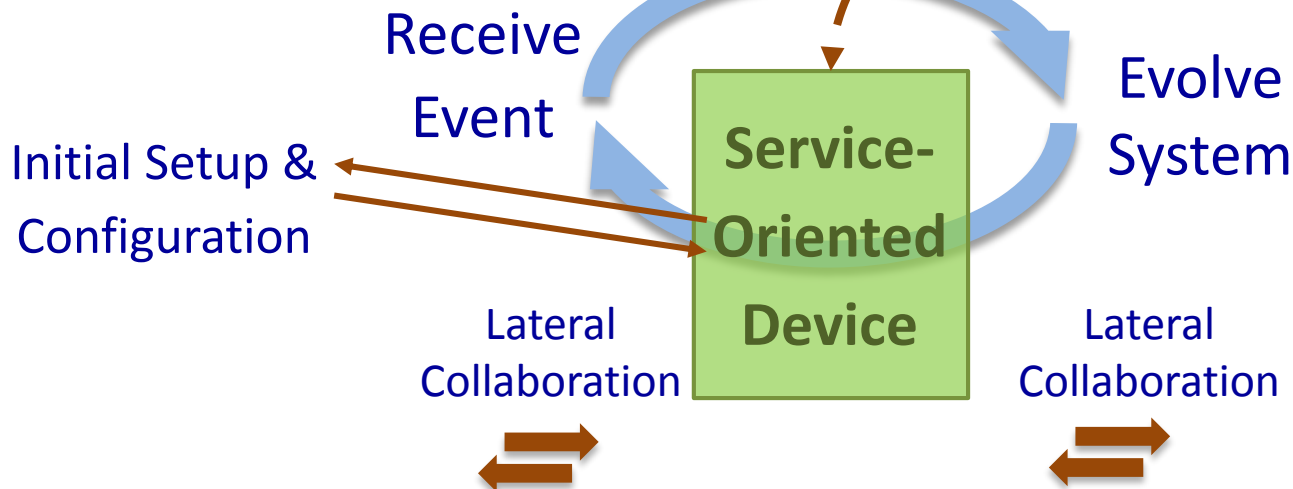 Receive
Event
Evolve
System
Initial Setup &
Configuration
Service-
Oriented
Device
Lateral
Collaboration
Lateral
Collaboration